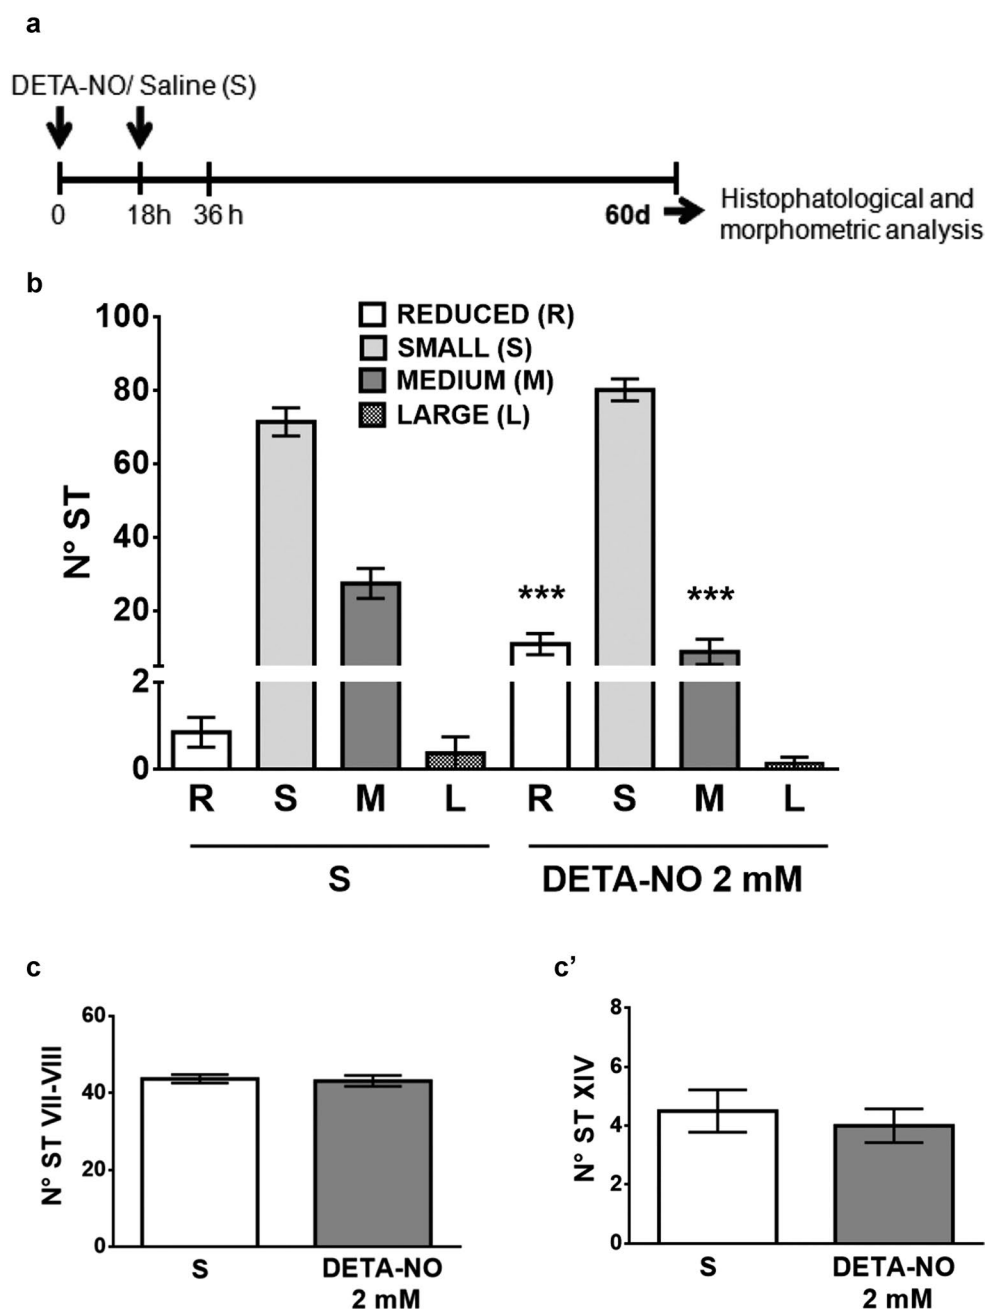 a
DETA-NO/ Saline (S)
0 18h 36 h 60d
Histophatological and
morphometric analysis
b
N° ST
100
80
60
40
20
2
0
REDUCED (R)
SMALL (S)
MEDIUM (M)
LARGE (L)
*** ***
R S M L R S M L
S DETA-NO 2 mM
c
N° ST VII-VIII
60
40
20
0
S DETA-NO
2 mM
c’
N° ST XIV
8
6
4
2
0
S DETA-NO
2 mM